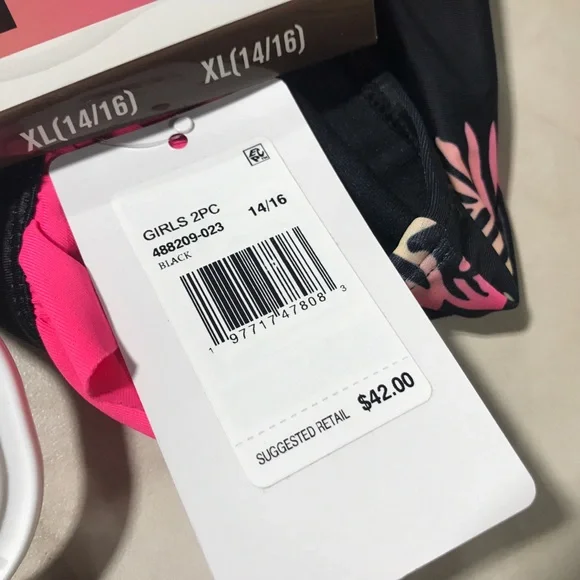 XL(14/16)
XL(14/16)
GIRLS 2PC
488209-023 14/16
BLACK
1 97717 47808 3
SUGGESTED RETAIL $42.00